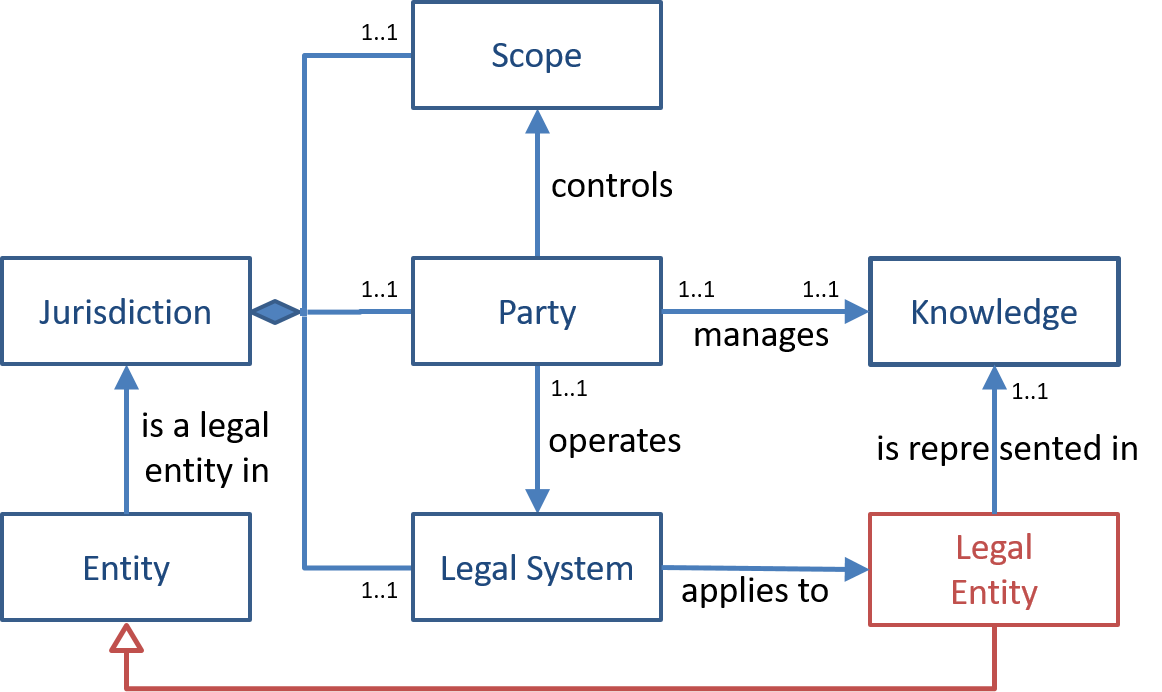 1..1
Scope
controls
Jurisdiction
1..1
Party
1..1
1..1
manages
Knowledge
is a legal
entity in
1..1
operates
1..1
is represented in
Entity
1..1
Legal System
applies to
Legal
Entity